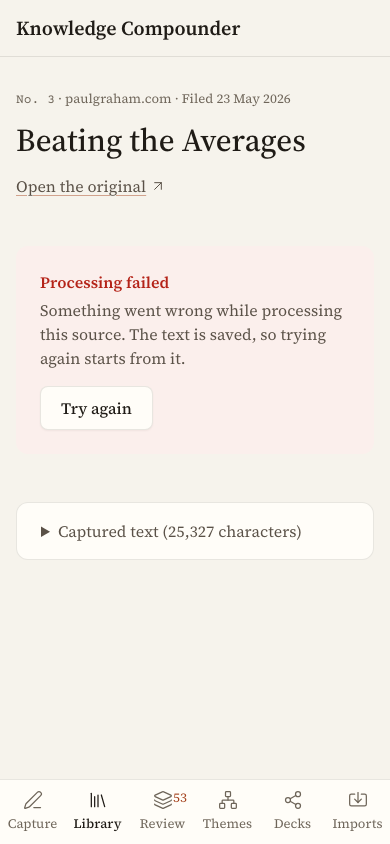 Knowledge Compounder
No. 3 · paulgraham.com · Filed 23 May 2026
Beating the Averages
Open the original ↗
Processing failed
Something went wrong while processing
this source. The text is saved, so trying
again starts from it.
Try again
▶ Captured text (25,327 characters)
53
Capture Library Review Themes Decks Imports